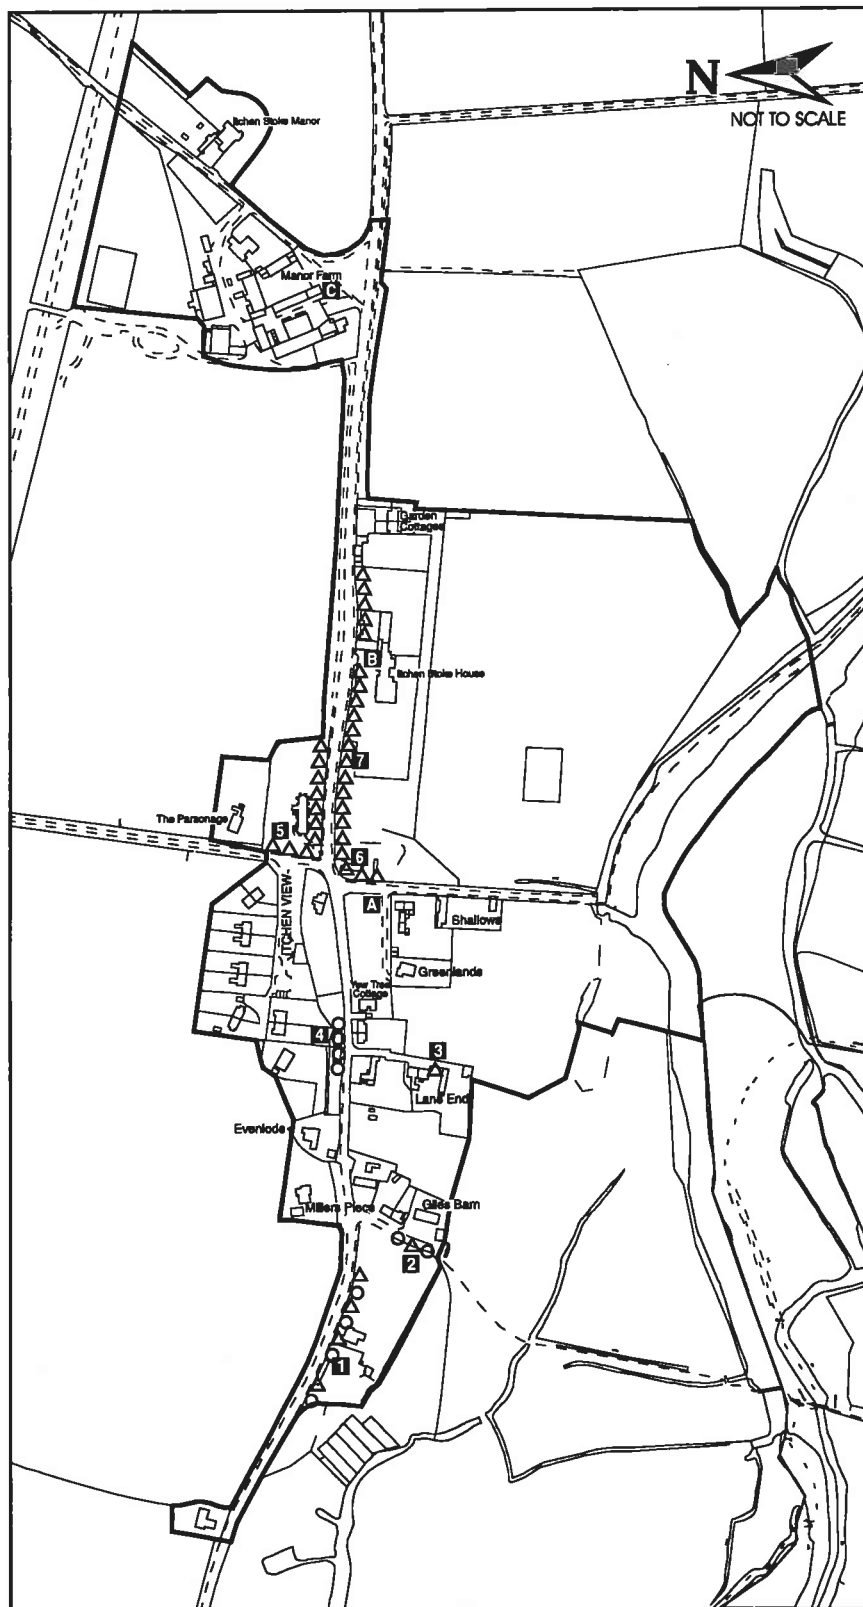 N
NOT TO SCALE
Itchen Stoke Manor
Manor Farm
C
Garden
Cottages
B
Itchen Stoke House
7
The Parsonage
5
6
ITCHEN VIEW
A
Shallows
Greenlands
Yew Tree
Cottage
4
3
Lane End
Evenlode
Millers Piece
Giles Barn
2
1